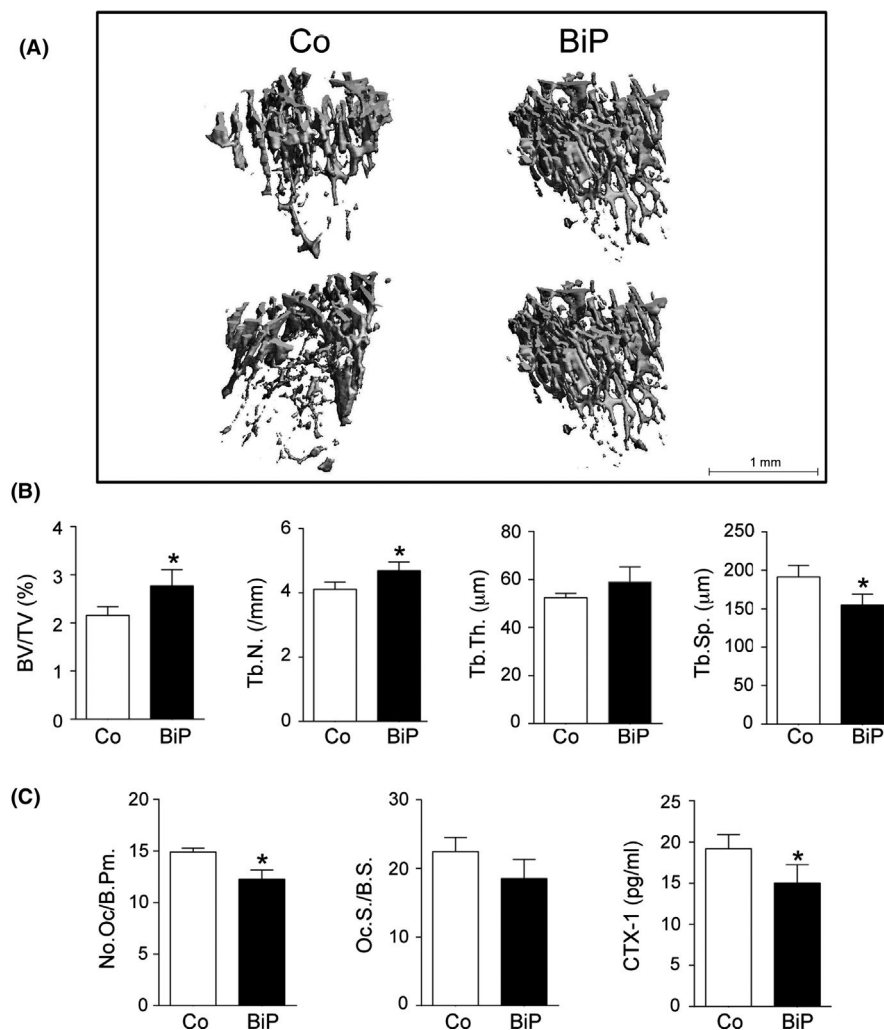 (A)
Co BiP
1 mm
(B)
BV/TV (%)
4
3
2
1
0
*
Co BiP
Tb.N. (/mm)
6
4
2
0
*
Co BiP
Tb.Th. (μm)
80
60
40
20
0
Co BiP
Tb.Sp. (μm)
250
200
150
100
50
0
*
Co BiP
(C)
No.Oc/B.Pm.
20
15
10
5
0
*
Co BiP
Oc.S./B.S.
30
20
10
0
Co BiP
CTX-1 (pg/ml)
25
20
15
10
5
0
*
Co BiP